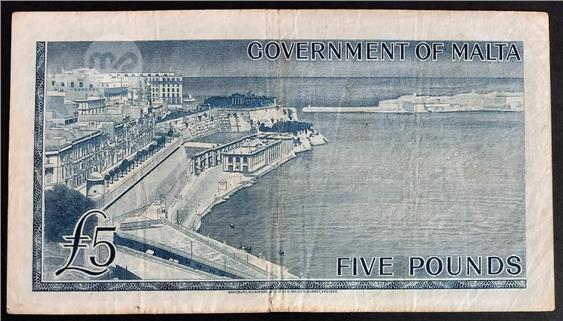 GOVERNMENT OF MALTA
£5
FIVE POUNDS